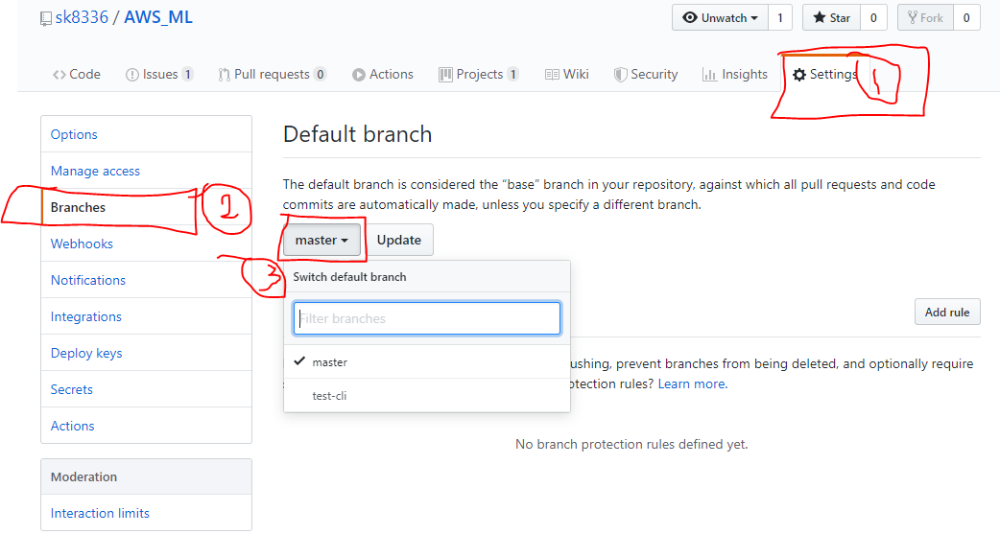 sk8336 / AWS_ML
Unwatch 1 Star 0 Fork 0
Code Issues 1 Pull requests 0 Actions Projects 1 Wiki Security Insights Settings 1
Options
Manage access
Branches 2
Webhooks
Notifications
Integrations
Deploy keys
Secrets
Actions
Moderation
Interaction limits
Default branch
The default branch is considered the “base” branch in your repository, against which all pull requests and code
commits are automatically made, unless you specify a different branch.
master Update
3
Switch default branch
Filter branches
master
test-cli
Add rule
ushing, prevent branches from being deleted, and optionally require
otection rules? Learn more.
No branch protection rules defined yet.